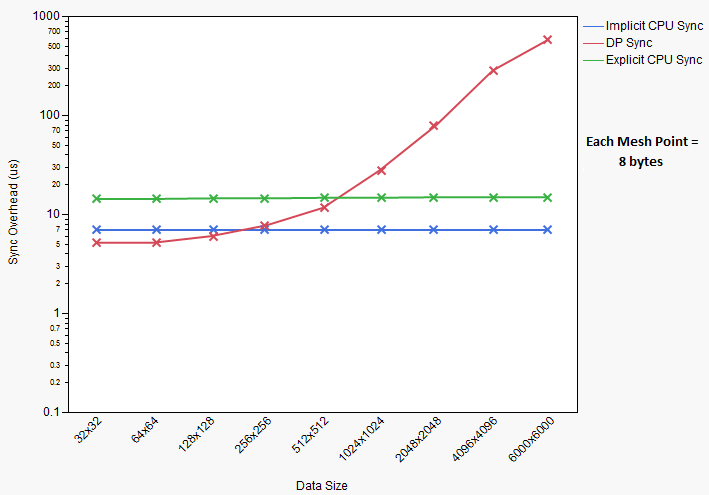 1000
700
500
300
200
100
70
50
30
20
10
7
5
3
2
1
0.7
0.5
0.3
0.2
0.1
Sync Overhead (us)
32x32
64x64
128x128
256x256
512x512
1024x1024
2048x2048
4096x4096
6000x6000
Data Size
Implicit CPU Sync
DP Sync
Explicit CPU Sync
Each Mesh Point =
8 bytes